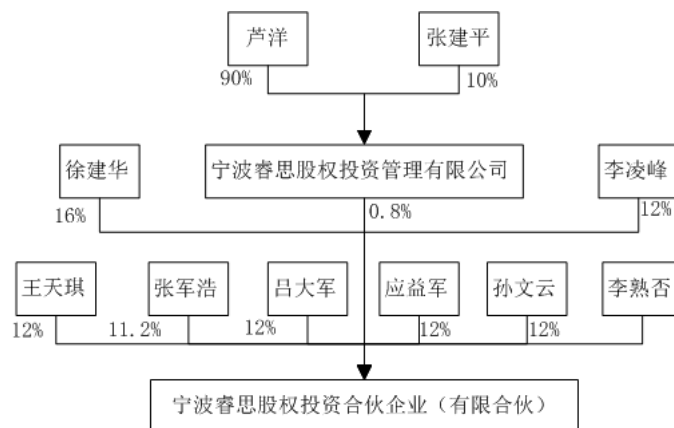 芦洋
张建平
90%
10%
徐建华
宁波睿思股权投资管理有限公司
李凌峰
16%
0.8%
12%
王天琪
张军浩
吕大军
应益军
孙文云
李熟否
12%
11.2%
12%
12%
12%
宁波睿思股权投资合伙企业（有限合伙）